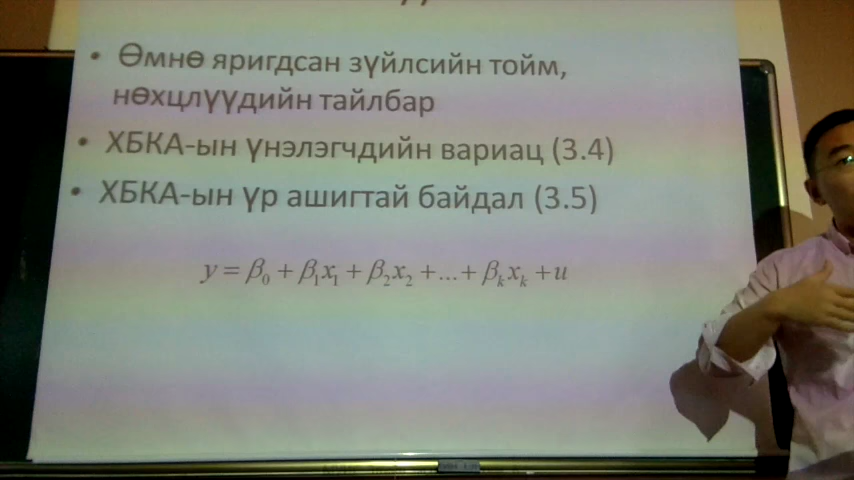 • Өмнө яригдсан зүйлсийн тойм,
нөхцлүүдийн тайлбар
• ХБКА-ын үнэлэгчдийн вариац (3.4)
• ХБКА-ын үр ашигтай байдал (3.5)
y = β₀ + β₁x₁ + β₂x₂ + ... + βₖxₖ + u